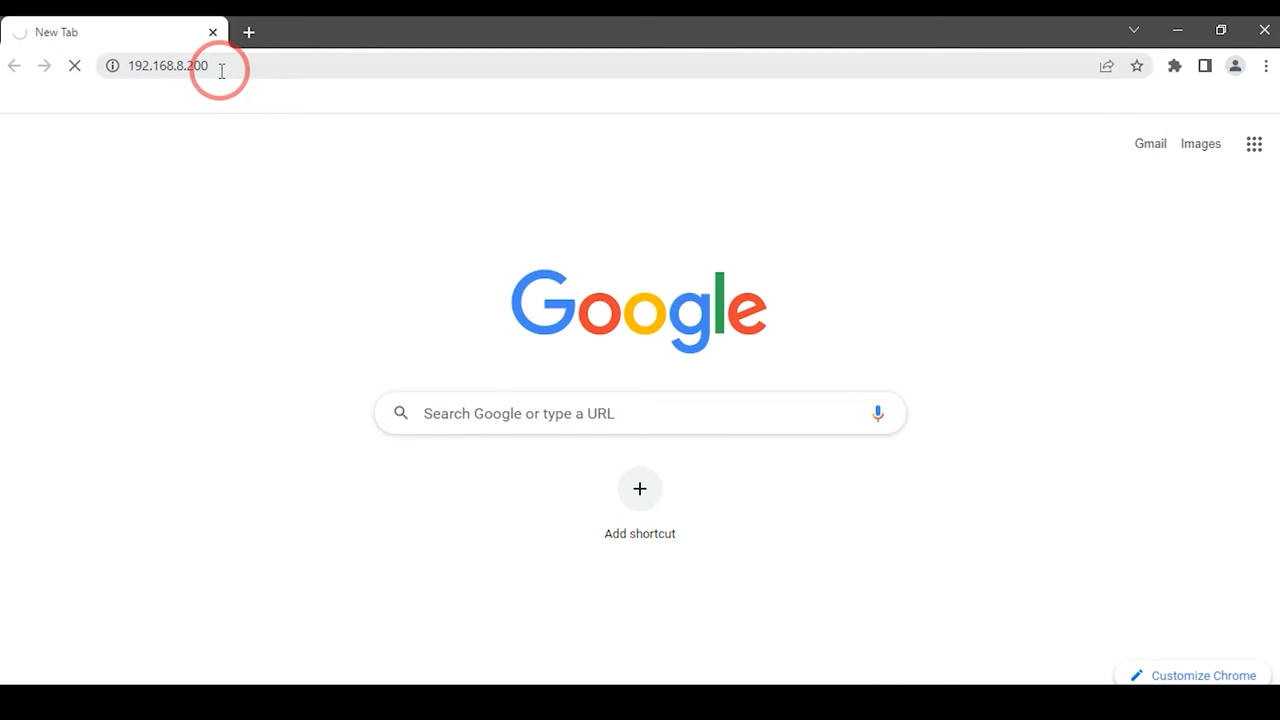 New Tab
192.168.8.200
Gmail Images
Google
Search Google or type a URL
Add shortcut
Customize Chrome